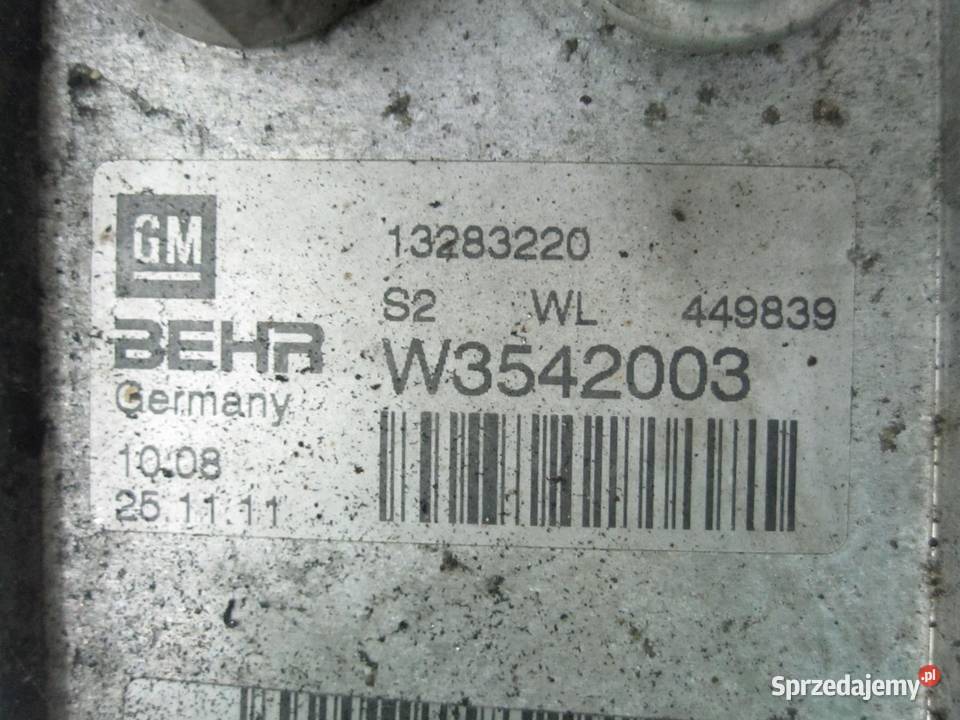 GM
13283220
S2 WL 449839
BEHR
W3542003
Germany
10:08
25.11.11
Sprzedajemy.pl